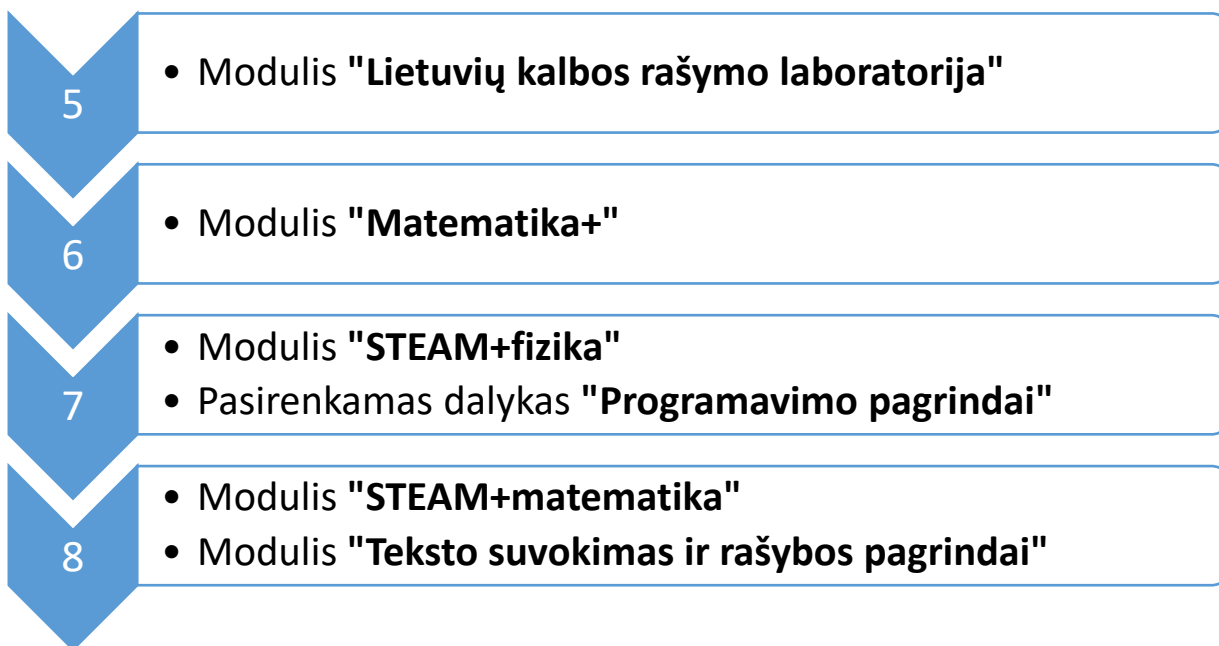 5
• Modulis "Lietuvių kalbos rašymo laboratorija"
6
• Modulis "Matematika+"
7
• Modulis "STEAM+fizika"
• Pasirenkamas dalykas "Programavimo pagrindai"
8
• Modulis "STEAM+matematika"
• Modulis "Teksto suvokimas ir rašybos pagrindai"